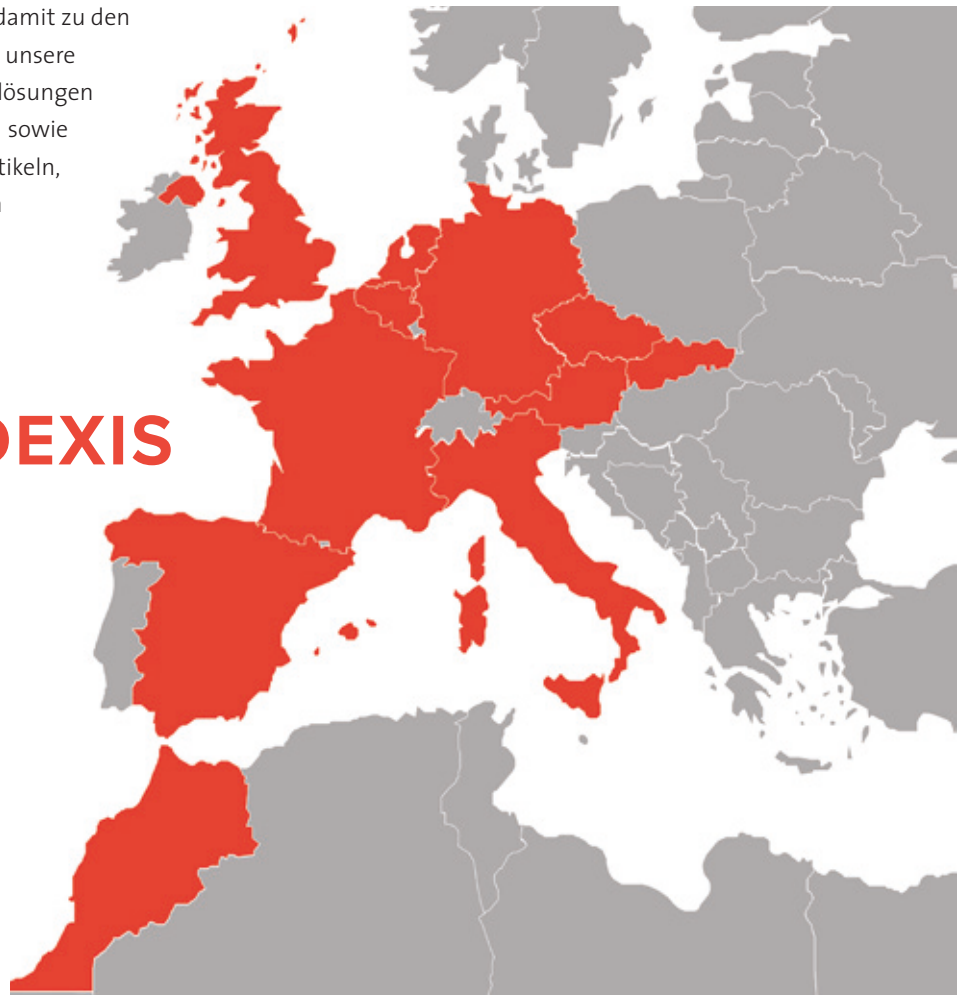 damit zu den
unsere
lösungen
sowie
tikeln,
DEXIS